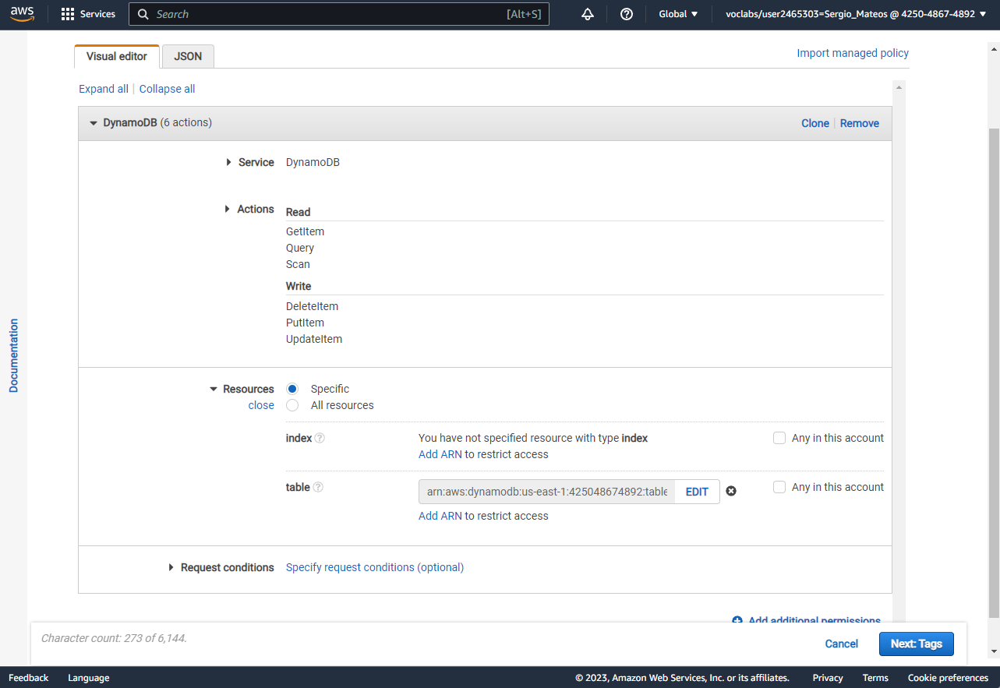 aws Services Search [Alt+S] Global voclabs/user2465303=Sergio_Mateos @ 4250-4867-4892
Visual editor JSON Import managed policy
Expand all | Collapse all
DynamoDB (6 actions) Clone | Remove
Service DynamoDB
Actions Read
GetItem
Query
Scan
Write
DeleteItem
PutItem
UpdateItem
Documentation
Resources Specific
close All resources
index You have not specified resource with type index Any in this account
Add ARN to restrict access
table arn:aws:dynamodb:us-east-1:425048674892:table EDIT Any in this account
Add ARN to restrict access
Request conditions Specify request conditions (optional)
Add additional permissions
Character count: 273 of 6,144.
Cancel Next: Tags
Feedback Language © 2023, Amazon Web Services, Inc. or its affiliates. Privacy Terms Cookie preferences